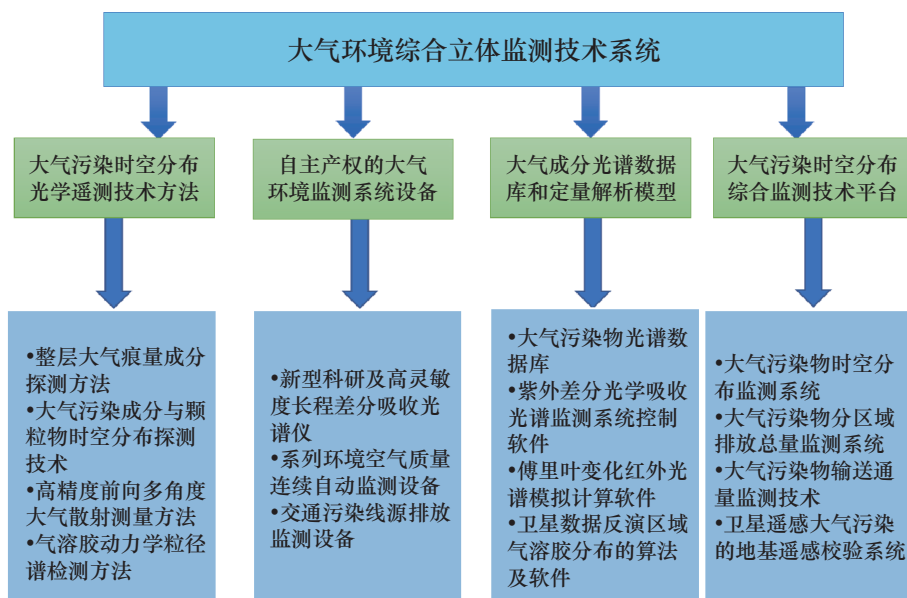 大气环境综合立体监测技术系统
大气污染时空分布
光学遥测技术方法
自主产权的大气
环境监测系统设备
大气成分光谱数据
库和定量解析模型
大气污染时空分布
综合监测技术平台
•整层大气痕量成分
探测方法
•大气污染成分与颗
粒物时空分布探测
技术
•高精度前向多角度
大气散射测量方法
•气溶胶动力学粒径
谱检测方法
•新型科研及高灵敏
度长程差分吸收光
谱仪
•系列环境空气质量
连续自动监测设备
•交通污染线源排放
监测设备
•大气污染物光谱数
据库
•紫外差分光学吸收
光谱监测系统控制
软件
•傅里叶变化红外光
谱模拟计算软件
•卫星数据反演区域
气溶胶分布的算法
及软件
•大气污染物时空分
布监测系统
•大气污染物分区域
排放总量监测系统
•大气污染物输送通
量监测技术
•卫星遥感大气污染
的地基遥感校验系统